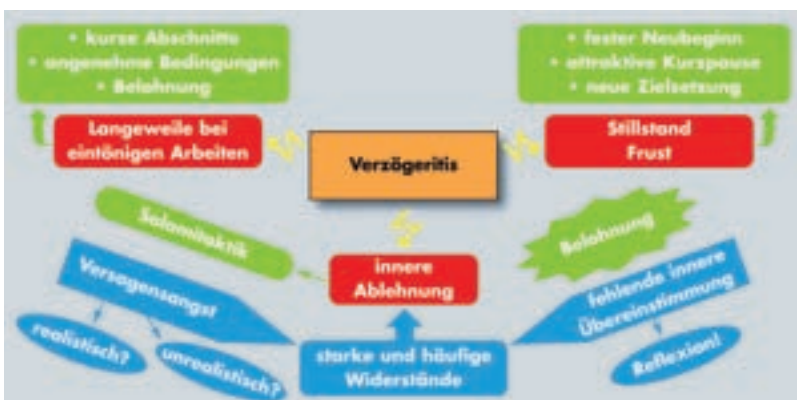 • kurse Abschnitte
• angenehme Bedingungen
• Belohnung
• fester Neubeginn
• attraktive Kurzpause
• neue Zielsetzung
Langeweile bei
eintönigen Arbeiten
Verzögeritis
Stillstand
Frust
Salamitaktik
innere
Ablehnung
Belohnung
Versagensangst
fehlende innere
Übereinstimmung
realistisch?
unrealistisch?
starke und häufige
Widerstände
Reflexion!